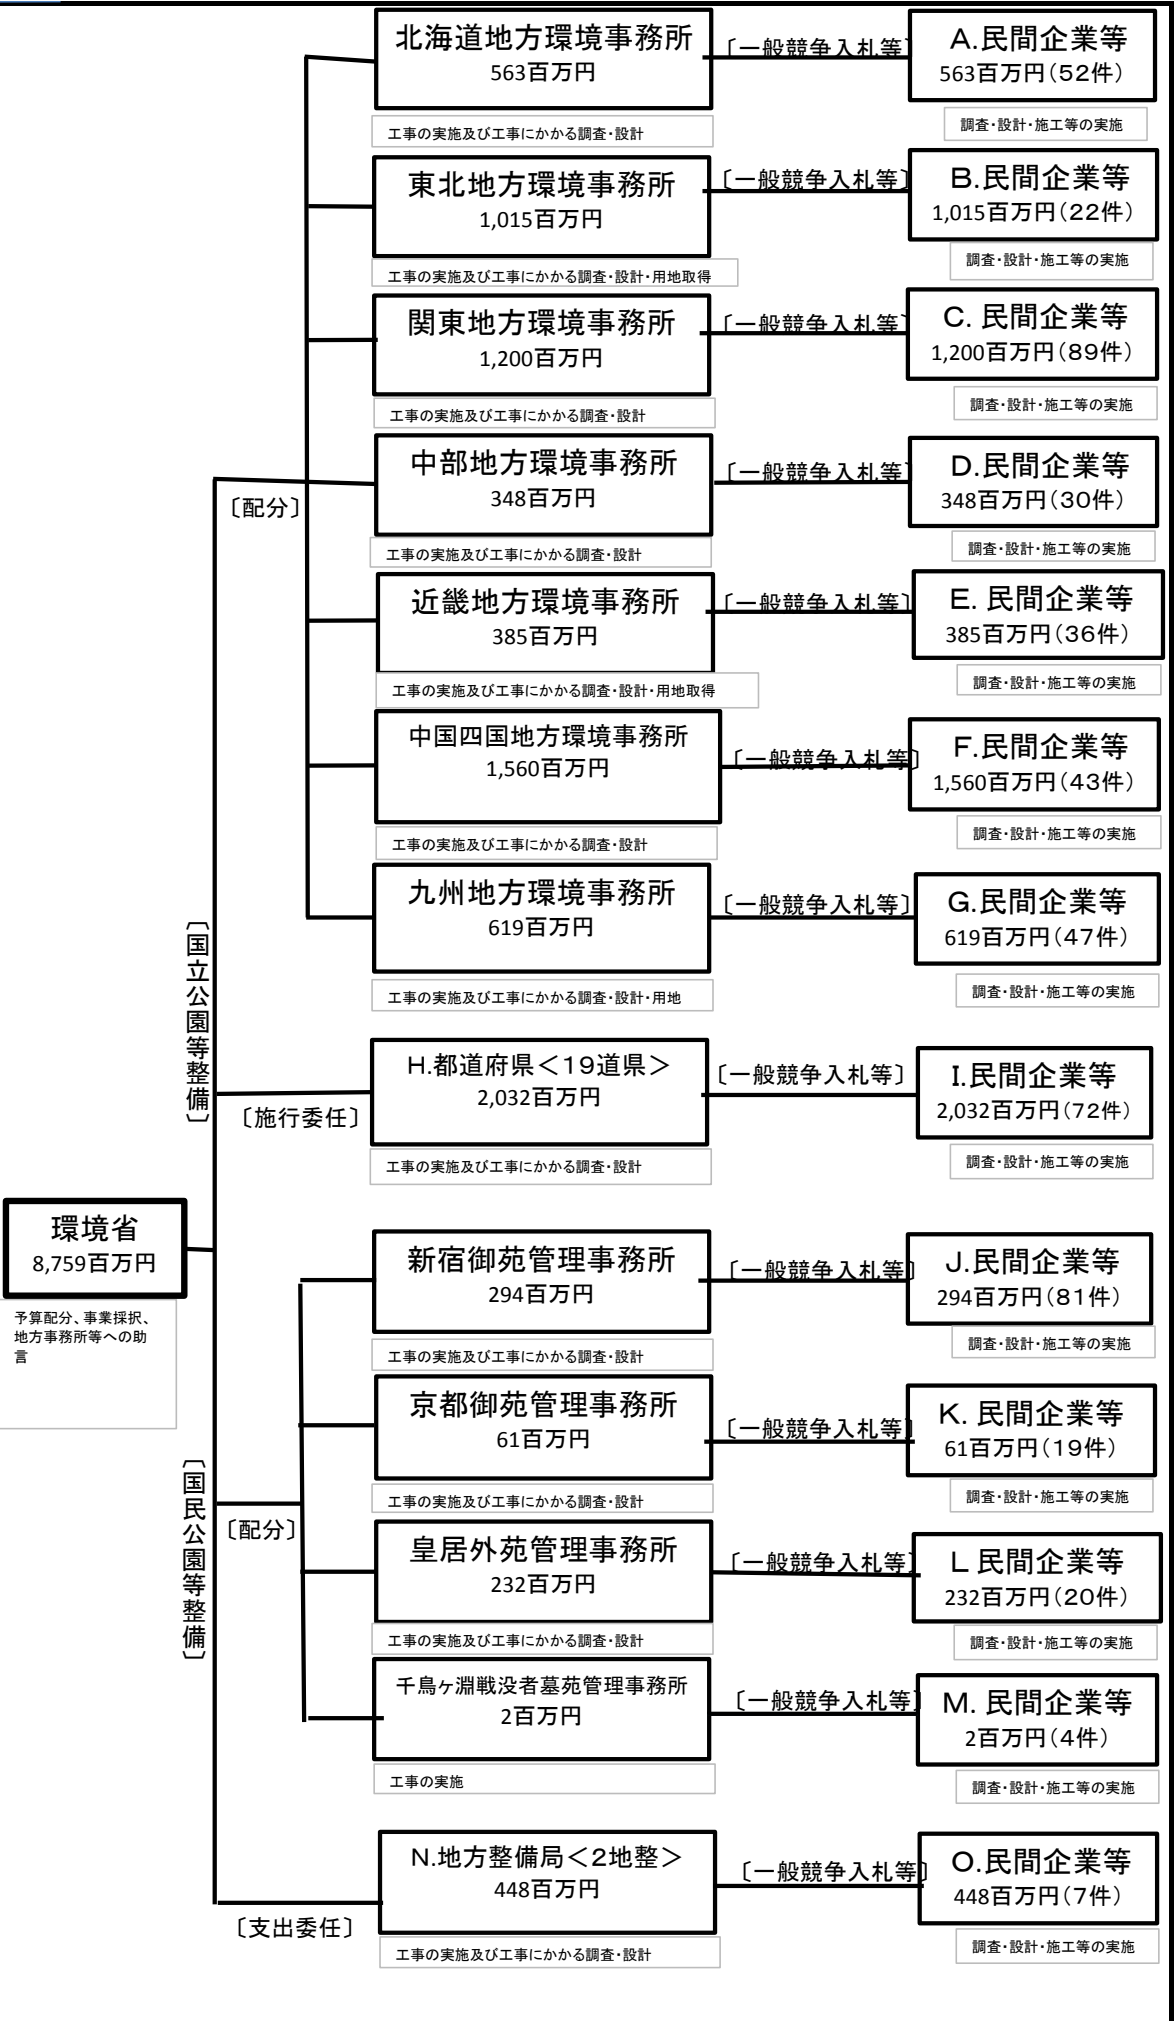 北海道地方環境事務所
563百万円
〔一般競争入札等〕
A.民間企業等
563百万円(52件)
工事の実施及び工事にかかる調査・設計
調査・設計・施工等の実施
東北地方環境事務所
1,015百万円
〔一般競争入札等〕
B.民間企業等
1,015百万円(22件)
工事の実施及び工事にかかる調査・設計・用地取得
調査・設計・施工等の実施
関東地方環境事務所
1,200百万円
〔一般競争入札等〕
C. 民間企業等
1,200百万円(89件)
工事の実施及び工事にかかる調査・設計
調査・設計・施工等の実施
中部地方環境事務所
348百万円
〔一般競争入札等〕
D.民間企業等
348百万円(30件)
〔配分〕
工事の実施及び工事にかかる調査・設計
調査・設計・施工等の実施
近畿地方環境事務所
385百万円
〔一般競争入札等〕
E. 民間企業等
385百万円(36件)
工事の実施及び工事にかかる調査・設計・用地取得
調査・設計・施工等の実施
中国四国地方環境事務所
1,560百万円
〔一般競争入札等〕
F.民間企業等
1,560百万円(43件)
工事の実施及び工事にかかる調査・設計
調査・設計・施工等の実施
九州地方環境事務所
619百万円
〔一般競争入札等〕
G.民間企業等
619百万円(47件)
工事の実施及び工事にかかる調査・設計・用地
調査・設計・施工等の実施
〔国立公園等整備〕
H.都道府県＜19道県＞
2,032百万円
〔一般競争入札等〕
I.民間企業等
2,032百万円(72件)
〔施行委任〕
工事の実施及び工事にかかる調査・設計
調査・設計・施工等の実施
環境省
8,759百万円
予算配分、事業採択、
地方事務所等への助
言
新宿御苑管理事務所
294百万円
〔一般競争入札等〕
J.民間企業等
294百万円(81件)
工事の実施及び工事にかかる調査・設計
調査・設計・施工等の実施
京都御苑管理事務所
61百万円
〔一般競争入札等〕
K. 民間企業等
61百万円(19件)
工事の実施及び工事にかかる調査・設計
調査・設計・施工等の実施
〔国民公園等整備〕
〔配分〕
皇居外苑管理事務所
232百万円
〔一般競争入札等〕
L 民間企業等
232百万円(20件)
工事の実施及び工事にかかる調査・設計
調査・設計・施工等の実施
千鳥ヶ淵戦没者墓苑管理事務所
2百万円
〔一般競争入札等〕
M. 民間企業等
2百万円(4件)
工事の実施
調査・設計・施工等の実施
N.地方整備局＜2地整＞
448百万円
〔一般競争入札等〕
O.民間企業等
448百万円(7件)
〔支出委任〕
工事の実施及び工事にかかる調査・設計
調査・設計・施工等の実施